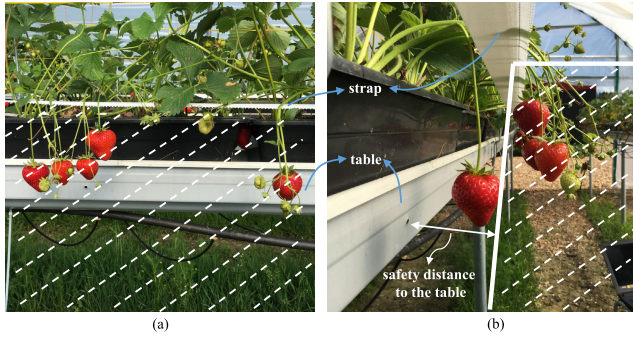 strap
table
safety distance
to the table
(a)
(b)